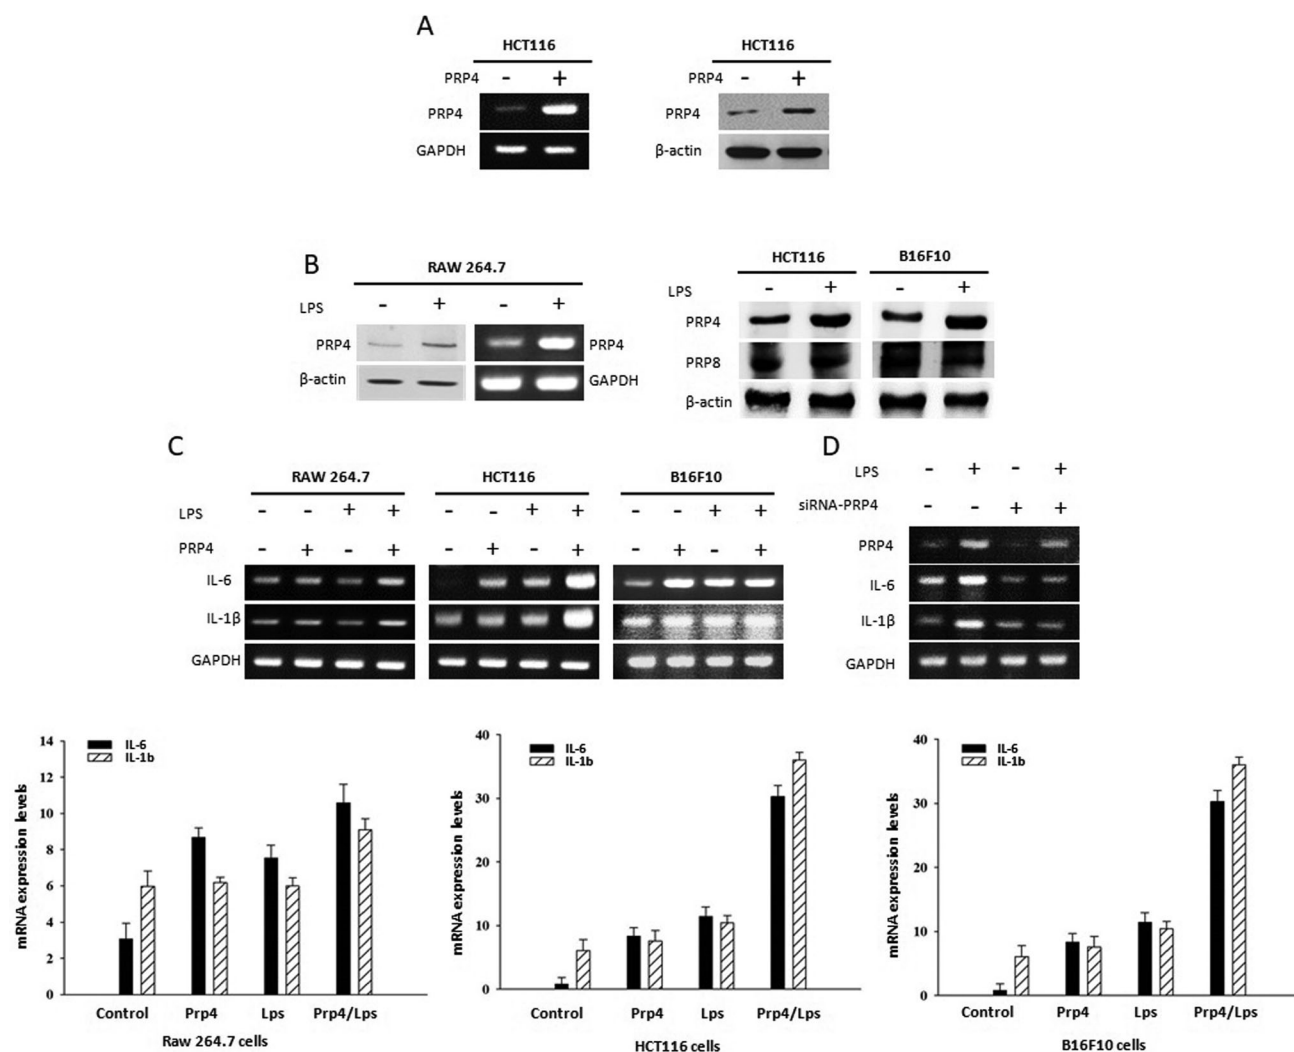 A
HCT116
HCT116
PRP4 - +
PRP4 - +
PRP4
PRP4
GAPDH
β-actin
B
RAW 264.7
HCT116
B16F10
LPS - + - +
LPS - + - +
PRP4
PRP4
PRP4
PRP8
β-actin
GAPDH
β-actin
C
RAW 264.7
HCT116
B16F10
LPS - - + + - - + + - - + +
PRP4 - + - + - + - + - + - +
IL-6
IL-1β
GAPDH
D
LPS - + - +
siRNA-PRP4 - - + +
PRP4
IL-6
IL-1β
GAPDH
mRNA expression levels
14
12
10
8
6
4
2
0
IL-6
IL-1b
Control Prp4 Lps Prp4/Lps
Raw 264.7 cells
mRNA expression levels
40
30
20
10
0
IL-6
IL-1b
Control Prp4 Lps Prp4/Lps
HCT116 cells
mRNA expression levels
40
30
20
10
0
IL-6
IL-1b
Control Prp4 Lps Prp4/Lps
B16F10 cells